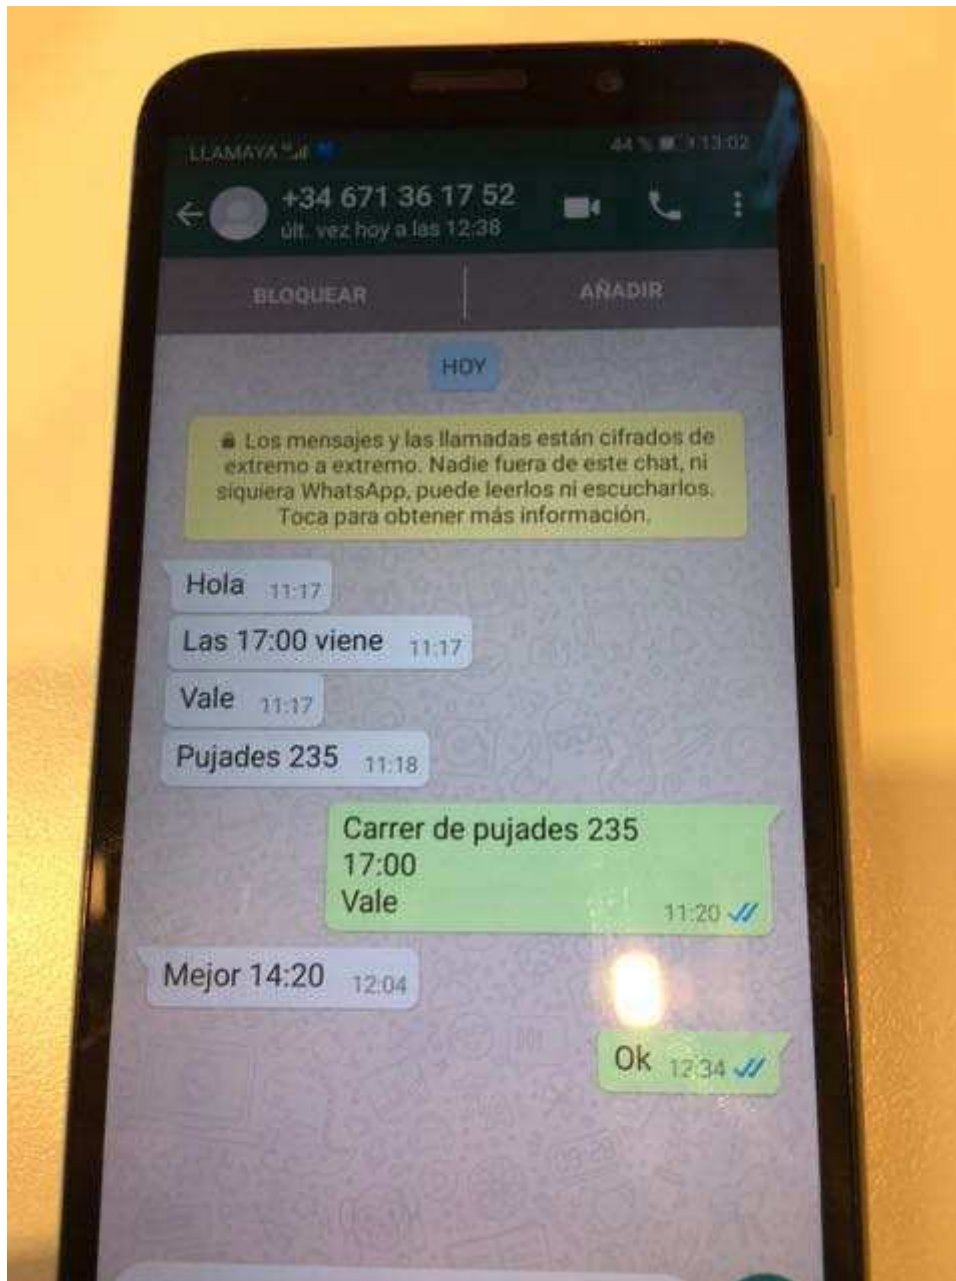 LLAMAYA
44 % 13:02
+34 671 36 17 52
últ. vez hoy a las 12:38
BLOQUEAR
AÑADIR
HOY
Los mensajes y las llamadas están cifrados de
extremo a extremo. Nadie fuera de este chat, ni
siquiera WhatsApp, puede leerlos ni escucharlos.
Toca para obtener más información.
Hola 11:17
Las 17:00 viene 11:17
Vale 11:17
Pujades 235 11:18
Carrer de pujades 235
17:00
Vale 11:20
Mejor 14:20 12:04
Ok 12:34